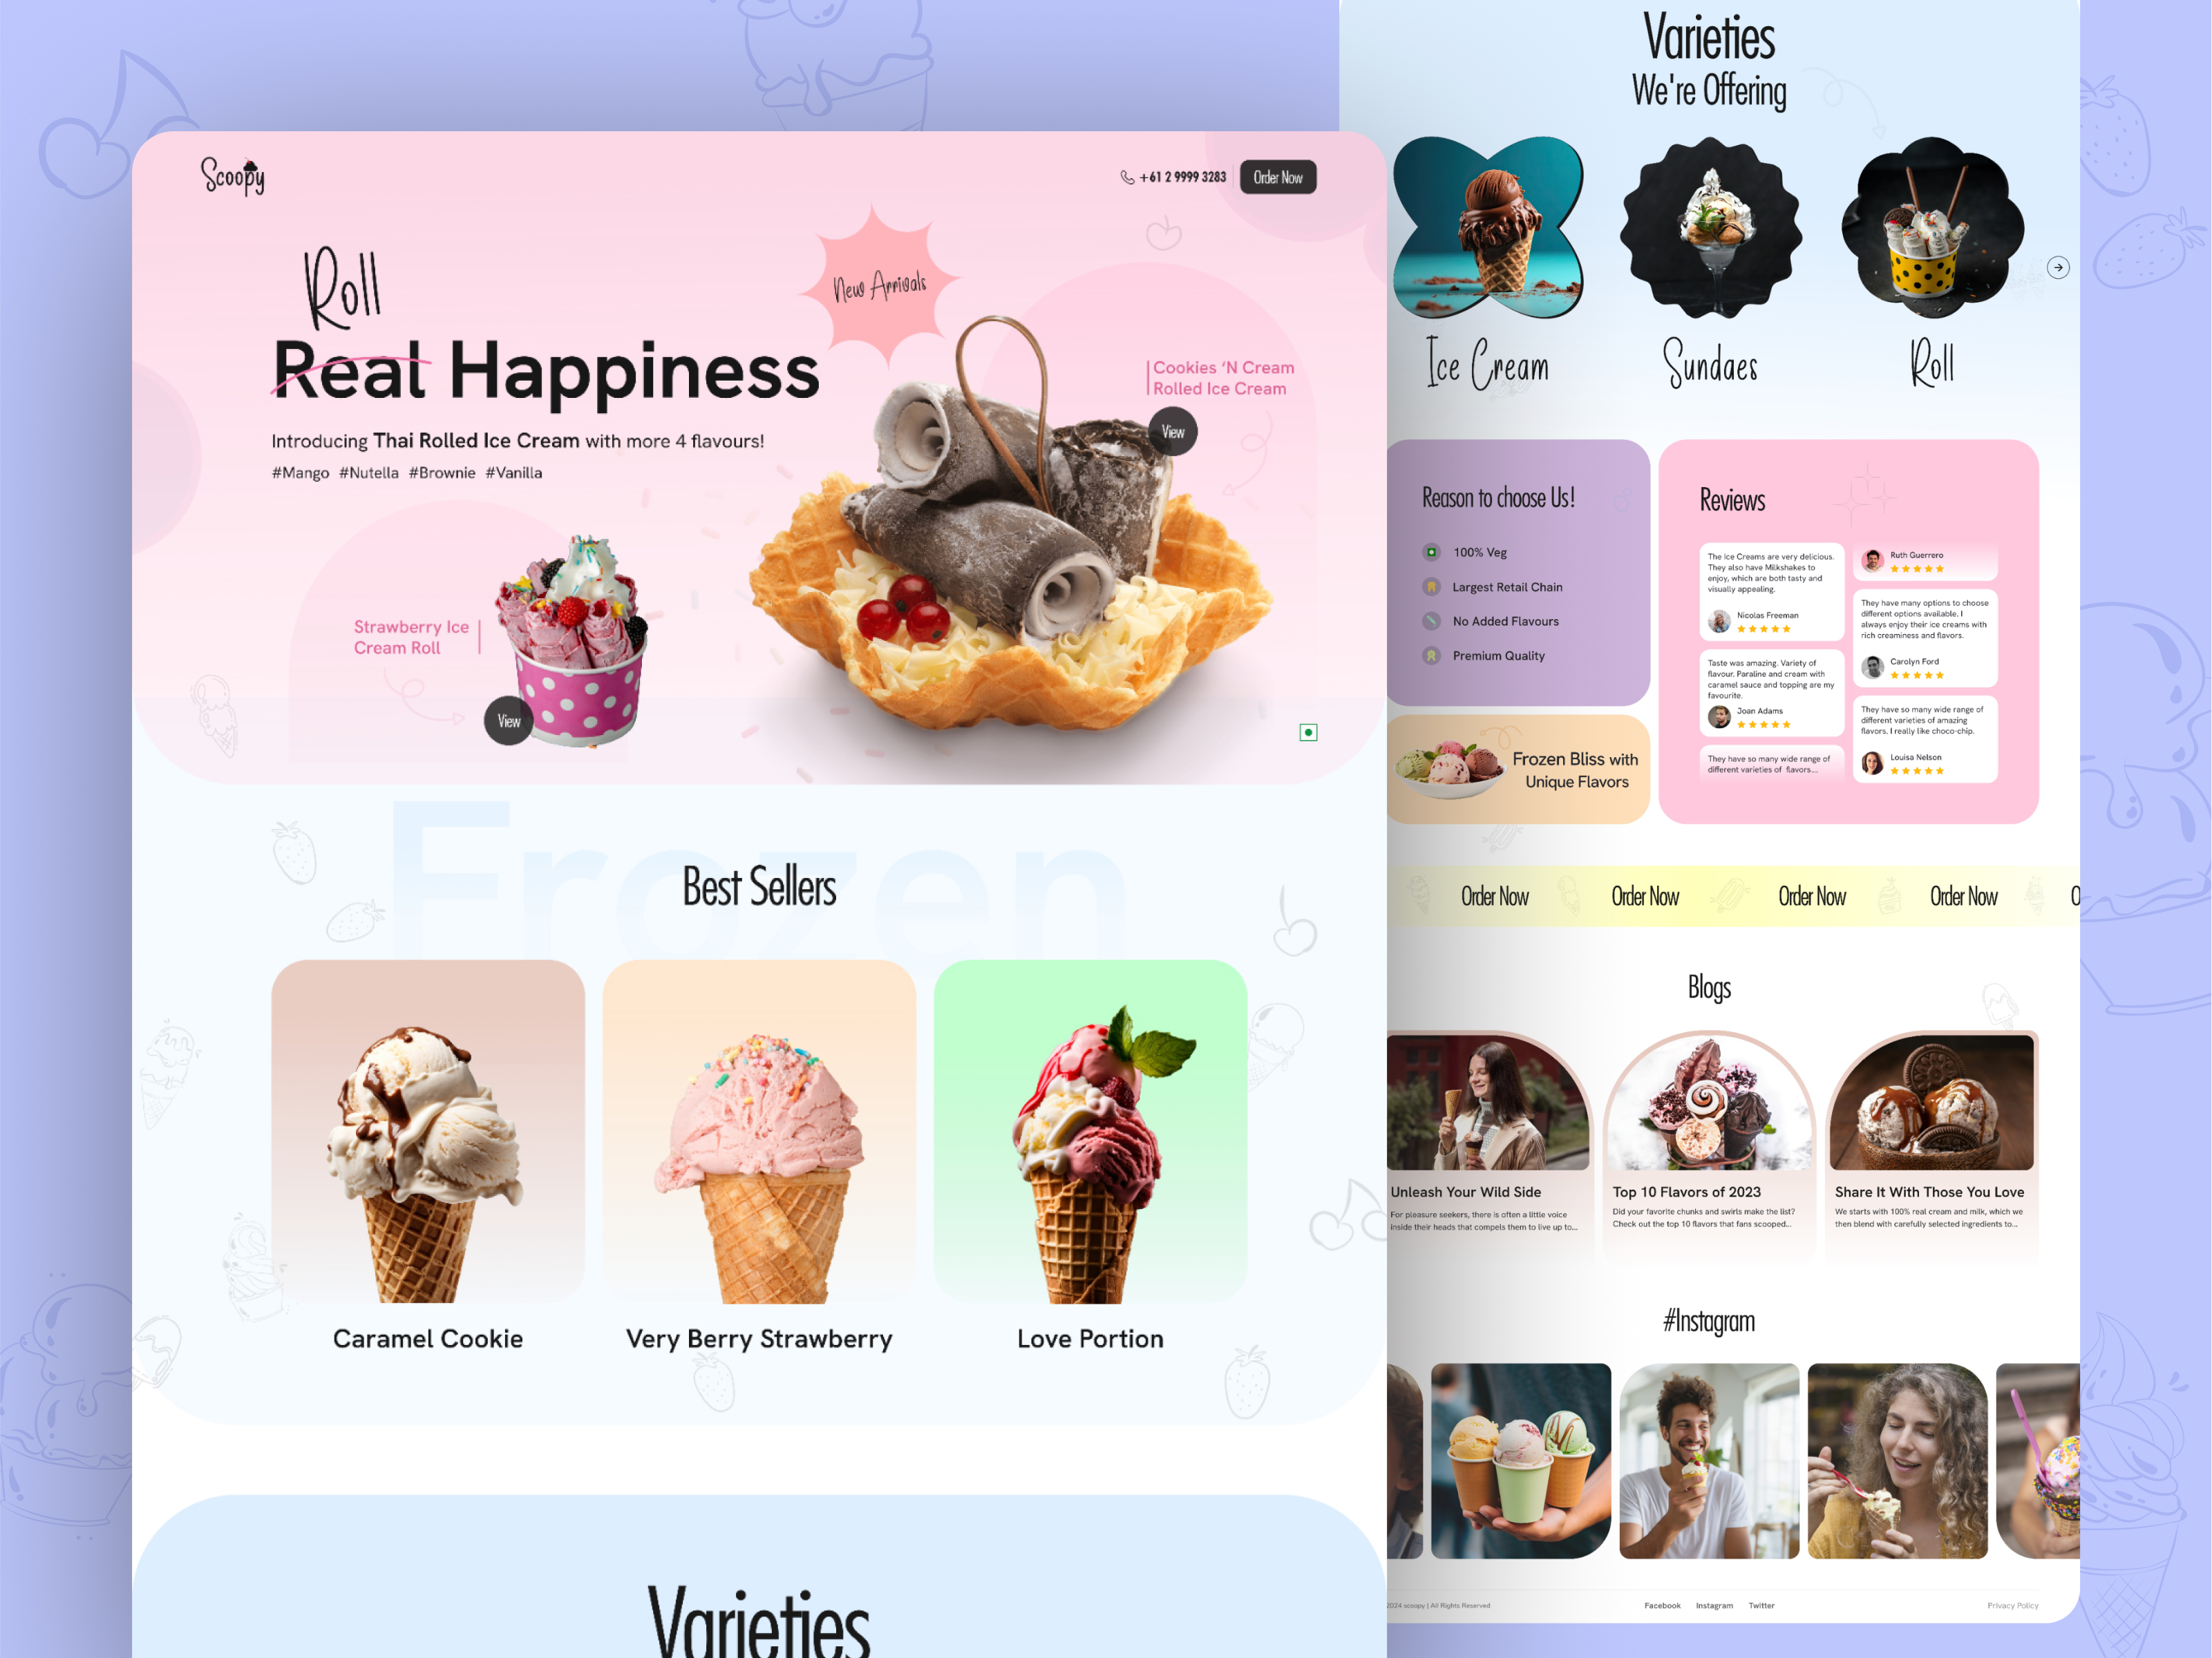 Scoopy
+61 2 9999 3283
Order Now
Roll
Real Happiness
Introducing Thai Rolled Ice Cream with more 4 flavours!
#Mango #Nutella #Brownie #Vanilla
New Arrivals
Cookies ‘N Cream
Rolled Ice Cream
View
Strawberry Ice
Cream Roll
View
Frozen
Best Sellers
Caramel Cookie
Very Berry Strawberry
Love Portion
Varieties
Varieties
We're Offering
Ice Cream
Sundaes
Roll
Reason to choose Us!
100% Veg
Largest Retail Chain
No Added Flavours
Premium Quality
Frozen Bliss with
Unique Flavors
Reviews
The Ice Creams are very delicious.
They also have Milkshakes to
enjoy, which are both tasty and
visually appealing.
Nicolas Freeman
Taste was amazing. Variety of
flavour. Paraline and cream with
caramel sauce and topping are my
favourite.
Joan Adams
They have so many wide range of
different varieties of flavors...
Ruth Guerrero
They have many options to choose
different options available. I
always enjoy their ice creams with
rich creaminess and flavors.
Carolyn Ford
They have so many wide range of
different varieties of amazing
flavors. I really like choco-chip.
Louisa Nelson
Order Now
Order Now
Order Now
Order Now
O
Blogs
Unleash Your Wild Side
For pleasure seekers, there is often a little voice
inside their heads that compels them to live up to...
Top 10 Flavors of 2023
Did your favorite chunks and swirls make the list?
Check out the top 10 flavors that fans scooped...
Share It With Those You Love
We starts with 100% real cream and milk, which we
then blend with carefully selected ingredients to...
#Instagram
2024 scoopy | All Rights Reserved
Facebook
Instagram
Twitter
Privacy Policy